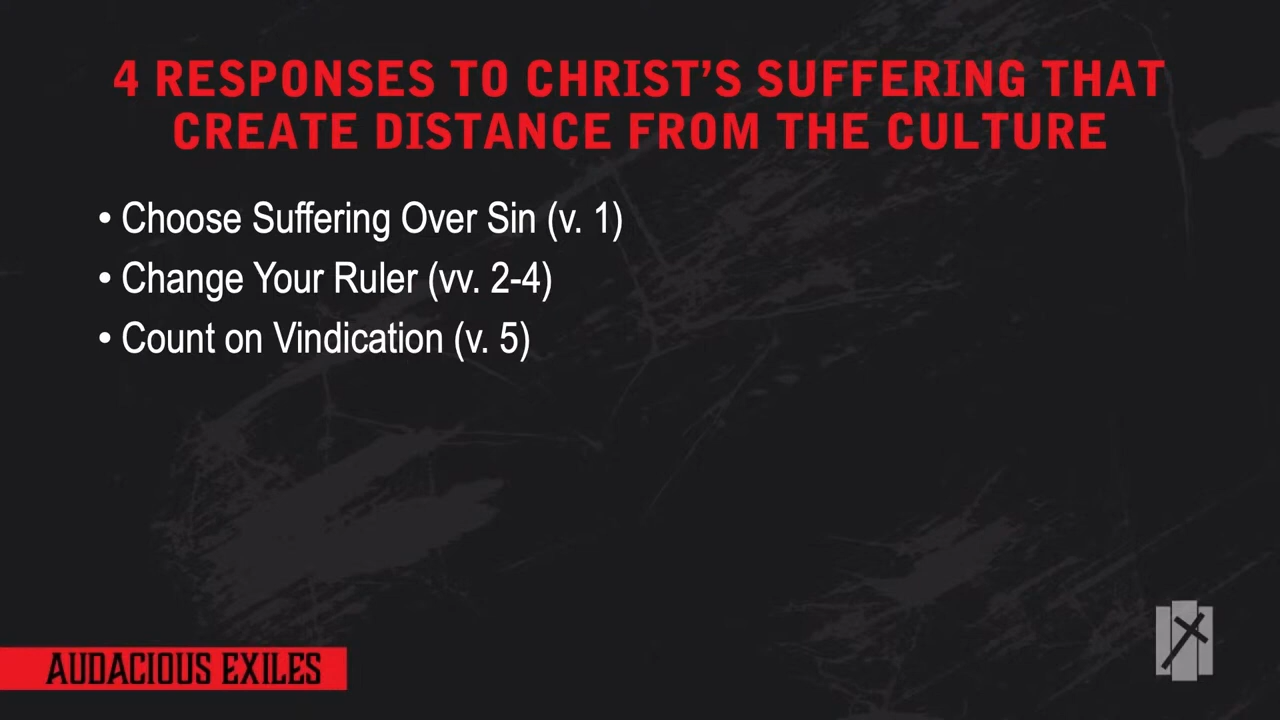 4 RESPONSES TO CHRIST’S SUFFERING THAT
CREATE DISTANCE FROM THE CULTURE
• Choose Suffering Over Sin (v. 1)
• Change Your Ruler (vv. 2-4)
• Count on Vindication (v. 5)
AUDACIOUS EXILES